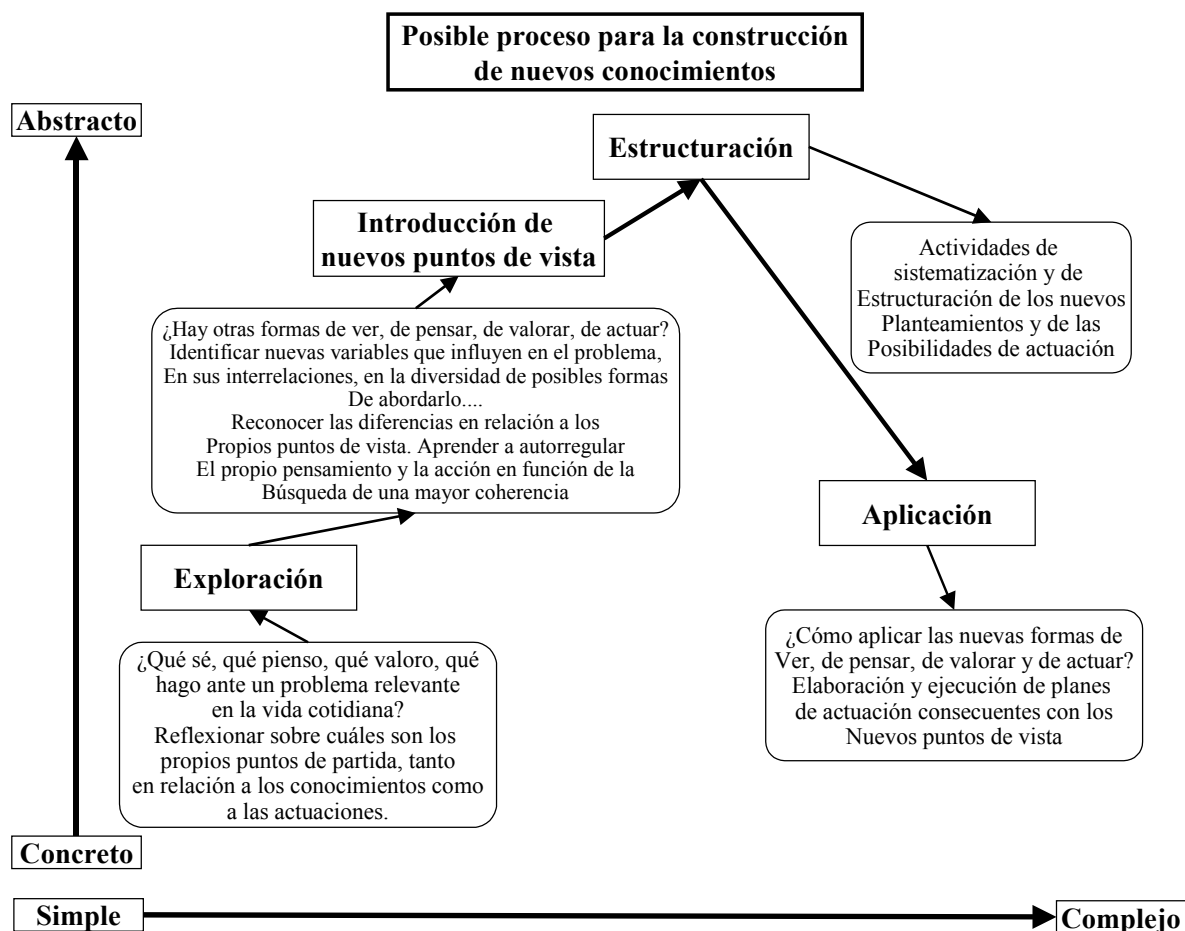 Posible proceso para la construcción
de nuevos conocimientos
Abstracto
Estructuración
Introducción de
nuevos puntos de vista
Actividades de
sistematización y de
Estructuración de los nuevos
Planteamientos y de las
Posibilidades de actuación
¿Hay otras formas de ver, de pensar, de valorar, de actuar?
Identificar nuevas variables que influyen en el problema,
En sus interrelaciones, en la diversidad de posibles formas
De abordarlo....
Reconocer las diferencias en relación a los
Propios puntos de vista. Aprender a autorregular
El propio pensamiento y la acción en función de la
Búsqueda de una mayor coherencia
Aplicación
Exploración
¿Cómo aplicar las nuevas formas de
Ver, de pensar, de valorar y de actuar?
Elaboración y ejecución de planes
de actuación consecuentes con los
Nuevos puntos de vista
¿Qué sé, qué pienso, qué valoro, qué
hago ante un problema relevante
en la vida cotidiana?
Reflexionar sobre cuáles son los
propios puntos de partida, tanto
en relación a los conocimientos como
a las actuaciones.
Concreto
Simple
Complejo